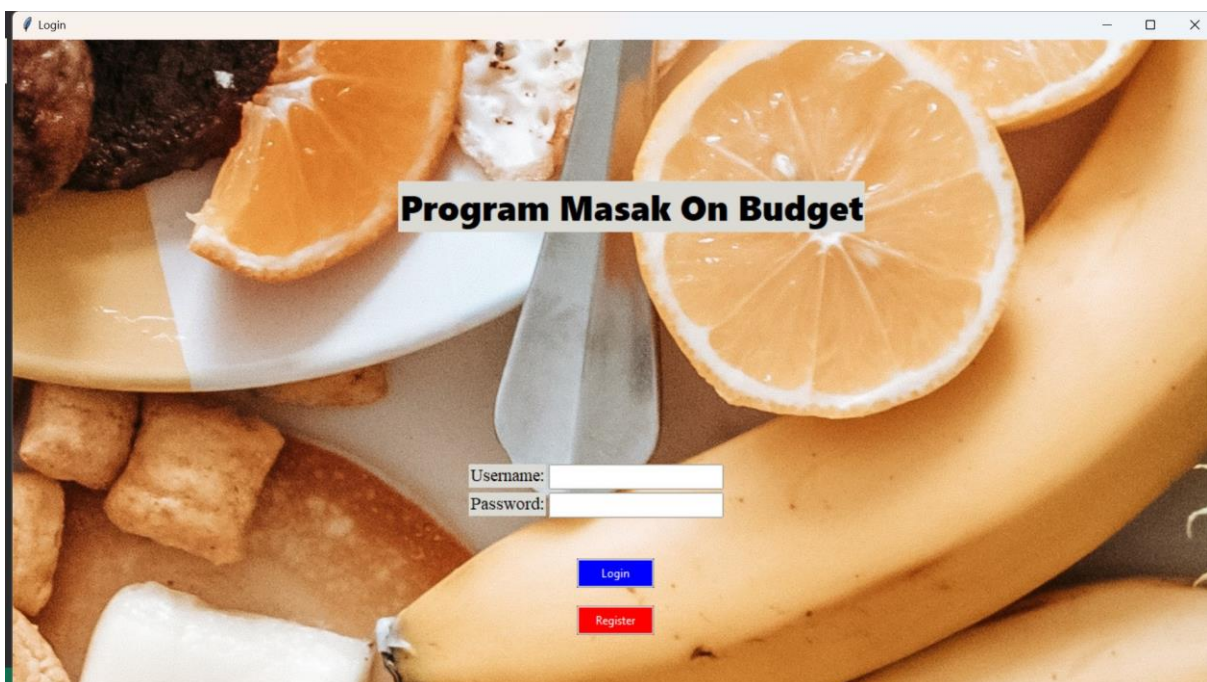 Login
Program Masak On Budget
Username:
Password:
Login
Register